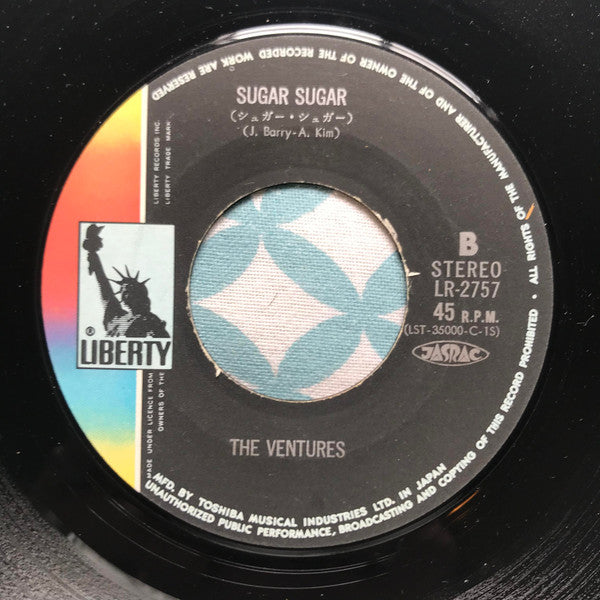 SUGAR SUGAR
(シュガー・シュガー)
(J. Barry-A. Kim)
B
STEREO
LR-2757
45 R.P.M.
(LST-35000-C-1S)
JASRAC
® LIBERTY
LIBERTY RECORDS INC.
LIBERTY TRADE MARK
MADE UNDER LICENCE FROM
OWNERS OF THE
THE VENTURES
MFD. BY TOSHIBA MUSICAL INDUSTRIES LTD. IN JAPAN
ALL RIGHTS OF THE MANUFACTURER AND OF THE OWNER OF THE RECORDED WORK ARE RESERVED
UNAUTHORIZED PUBLIC PERFORMANCE, BROADCASTING AND COPYING OF THIS RECORD PROHIBITED ·